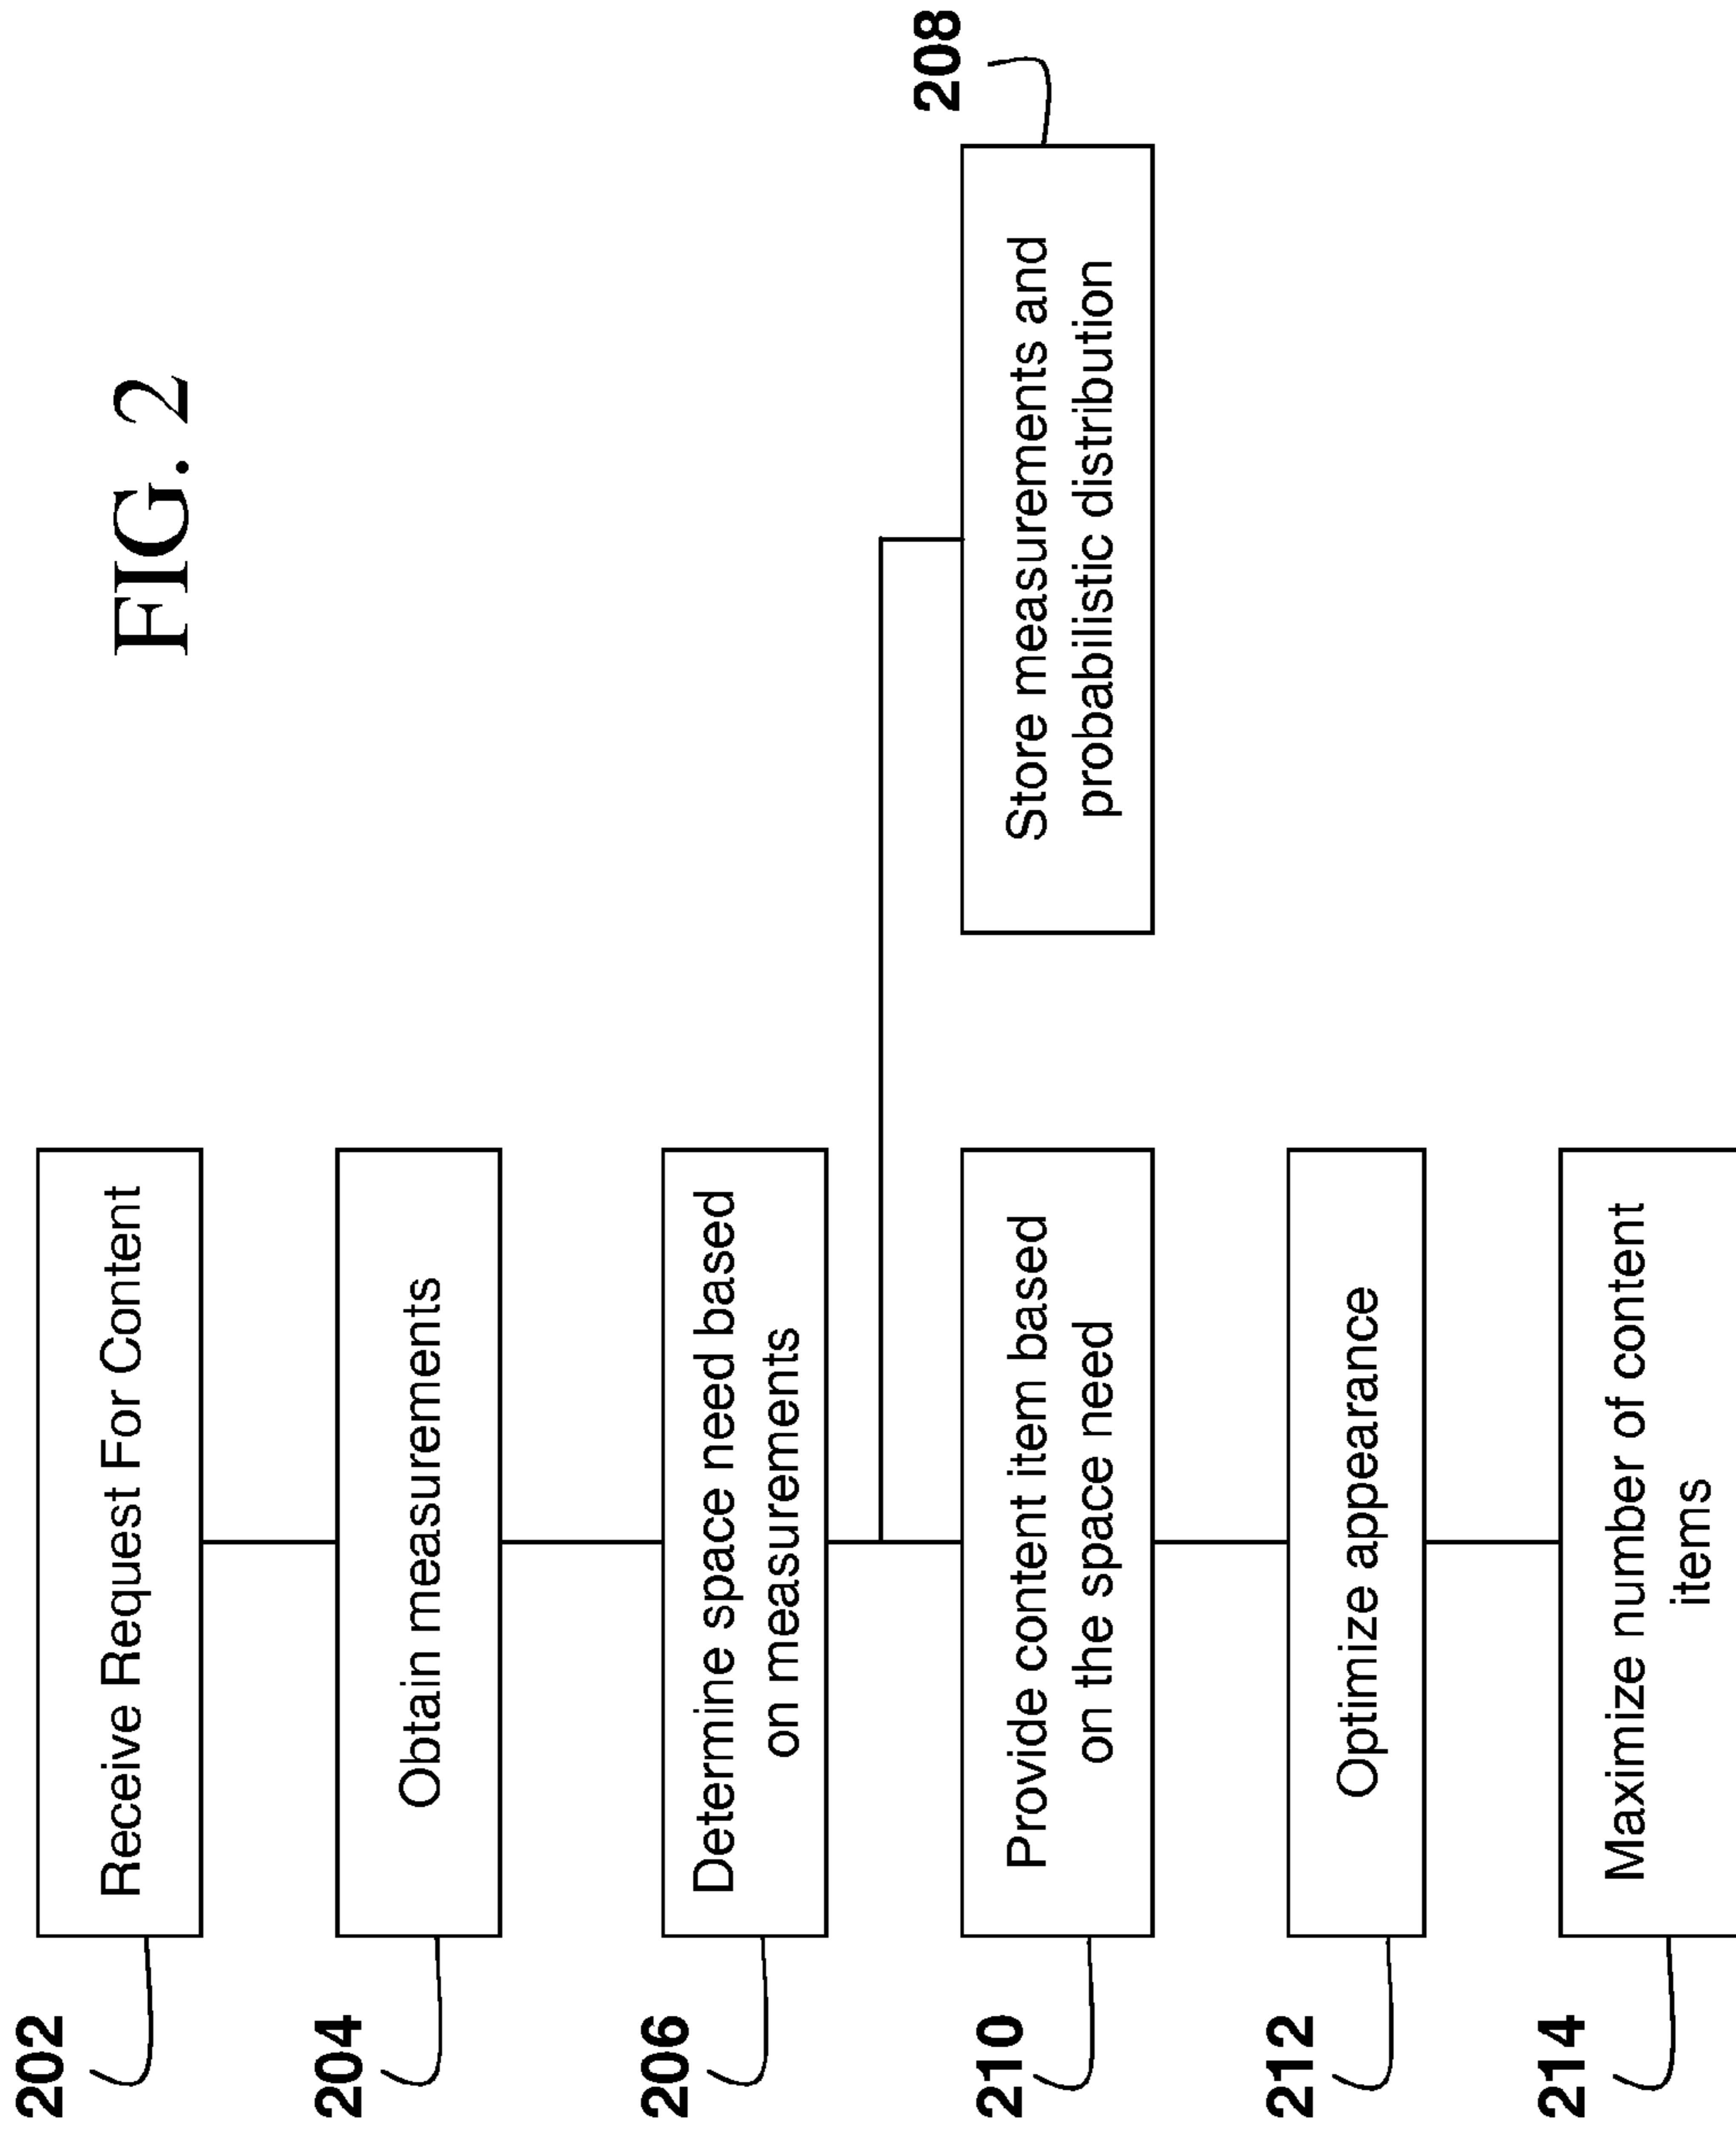 FIG. 2
202
Receive Request For Content
204
Obtain measurements
206
Determine space need based
on measurements
208
Store measurements and
probabilistic distribution
210
Provide content item based
on the space need
212
Optimize appearance
214
Maximize number of content
items